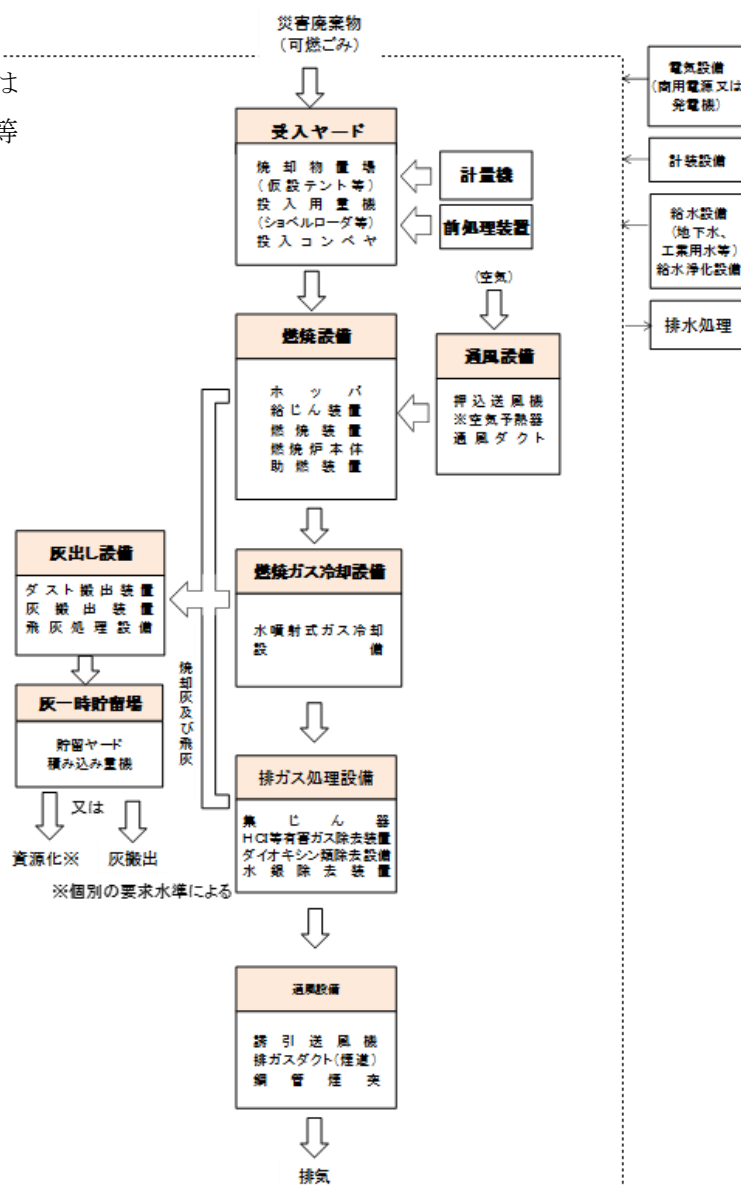 災害廃棄物
(可燃ごみ)
は
等
受入ヤード
焼却物置場
(仮設テント等)
投入用重機
(ショベルローダ等)
投入コンベヤ
計量機
前処理装置
電気設備
(商用電源又は
発電機)
計装設備
給水設備
(地下水、
工業用水等)
給水浄化設備
排水処理
(空気)
燃焼設備
ホッパ
給じん装置
燃焼装置
燃焼炉本体
助燃装置
通風設備
押込送風機
※空気予熱器
通風ダクト
灰出し設備
ダスト搬出装置
灰搬出装置
飛灰処理設備
燃焼ガス冷却設備
水噴射式ガス冷却
設備
焼却灰及び飛灰
灰一時貯留場
貯留ヤード
積み込み重機
又は
資源化※
灰搬出
※個別の要求水準による
排ガス処理設備
集じん器
HCl等有害ガス除去装置
ダイオキシン類除去設備
水銀除去装置
通風設備
誘引送風機
排ガスダクト(煙道)
鋼管煙突
排気